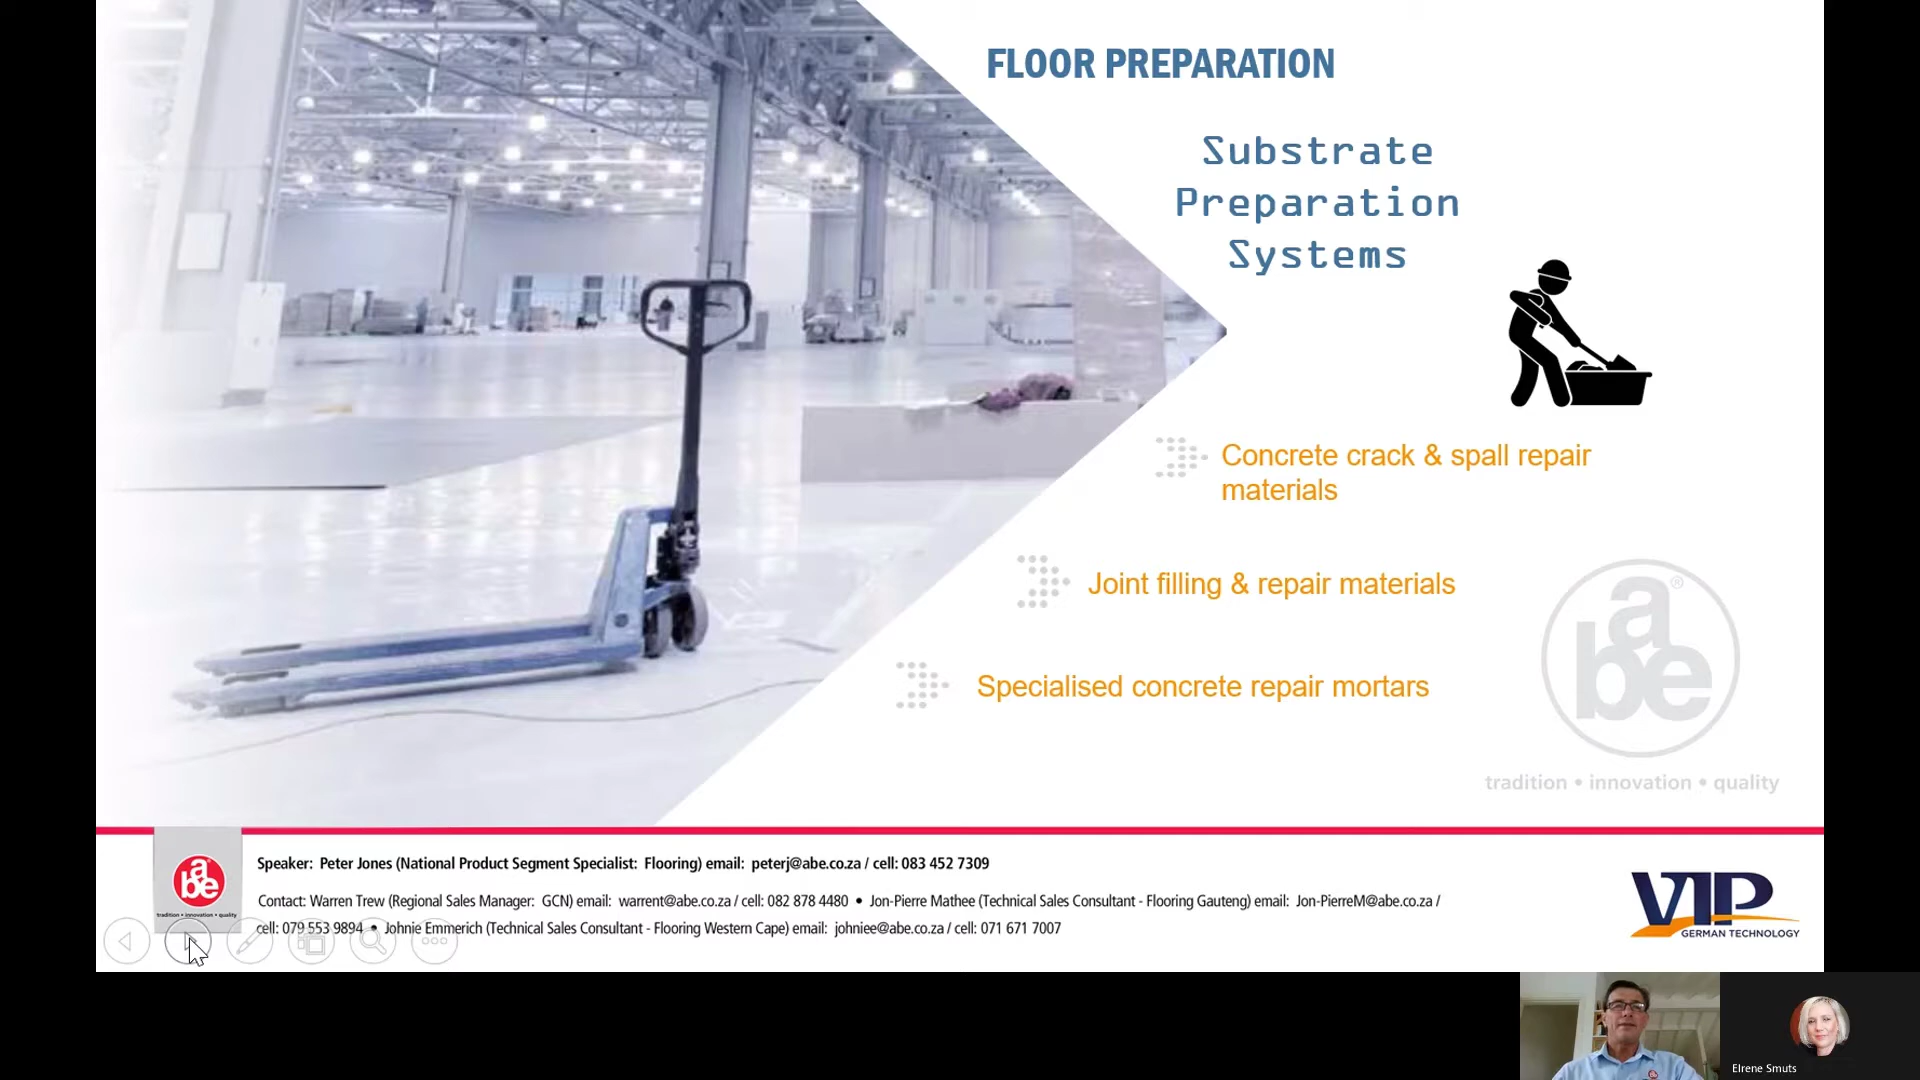 FLOOR PREPARATION
Substrate
Preparation
Systems
Concrete crack & spall repair
materials
Joint filling & repair materials
Specialised concrete repair mortars
abe®
tradition • innovation • quality
abe
tradition • innovation • quality
Speaker: Peter Jones (National Product Segment Specialist: Flooring) email: peterj@abe.co.za / cell: 083 452 7309
Contact: Warren Trew (Regional Sales Manager: GCN) email: warrent@abe.co.za / cell: 082 878 4480 • Jon-Pierre Mathee (Technical Sales Consultant - Flooring Gauteng) email: Jon-PierreM@abe.co.za /
cell: 079 553 9894 • Johnie Emmerich (Technical Sales Consultant - Flooring Western Cape) email: johniee@abe.co.za / cell: 071 671 7007
VIP
GERMAN TECHNOLOGY
Elrene Smuts